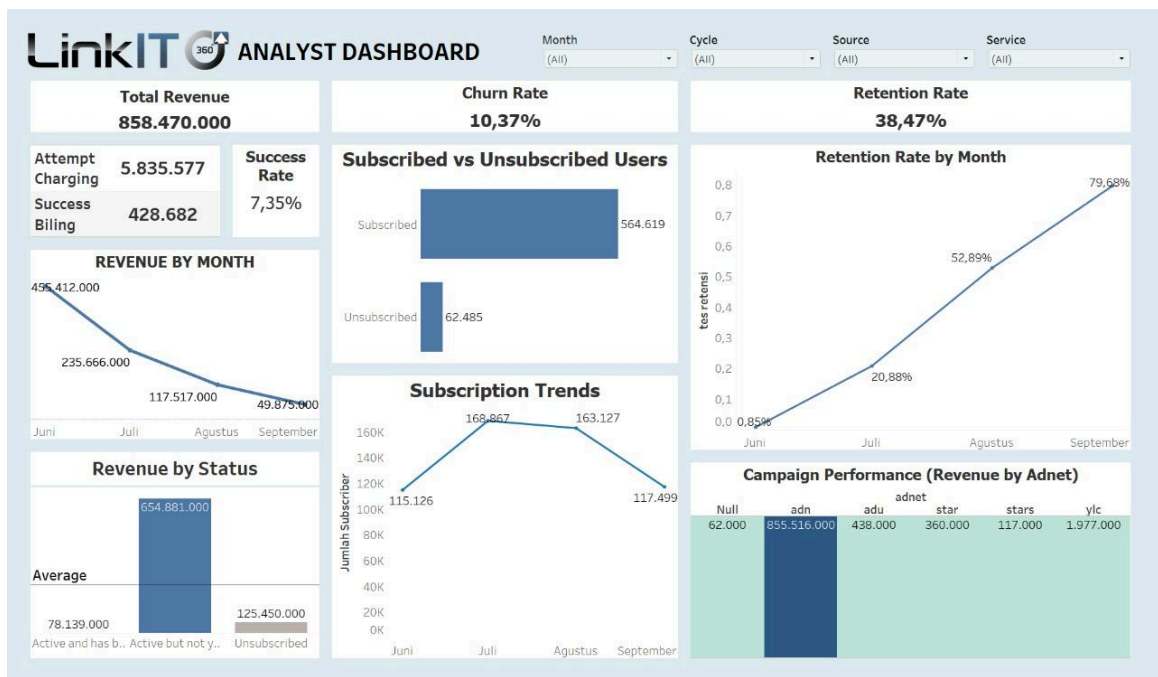 LinkIT 360 ANALYST DASHBOARD
Month
(All)
Cycle
(All)
Source
(All)
Service
(All)
Total Revenue
858.470.000
Churn Rate
10,37%
Retention Rate
38,47%
Attempt
Charging
5.835.577
Success
Biling
428.682
Success
Rate
7,35%
REVENUE BY MONTH
455.412.000
235.666.000
117.517.000
49.875.000
Juni Juli Agustus September
Revenue by Status
654.881.000
Average
78.139.000
125.450.000
Active and has b.. Active but not y.. Unsubscribed
Subscribed vs Unsubscribed Users
Subscribed 564.619
Unsubscribed 62.485
Subscription Trends
Jumlah Subscriber
160K
140K
120K
100K
80K
60K
40K
20K
0K
115.126
168.867
163.127
117.499
Juni Juli Agustus September
Retention Rate by Month
tes retensi
0,8
0,7
0,6
0,5
0,4
0,3
0,2
0,1
0,0
0,85%
20,88%
52,89%
79,68%
Juni Juli Agustus September
Campaign Performance (Revenue by Adnet)
adnet
Null adn adu star stars ylc
62.000 855.516.000 438.000 360.000 117.000 1.977.000